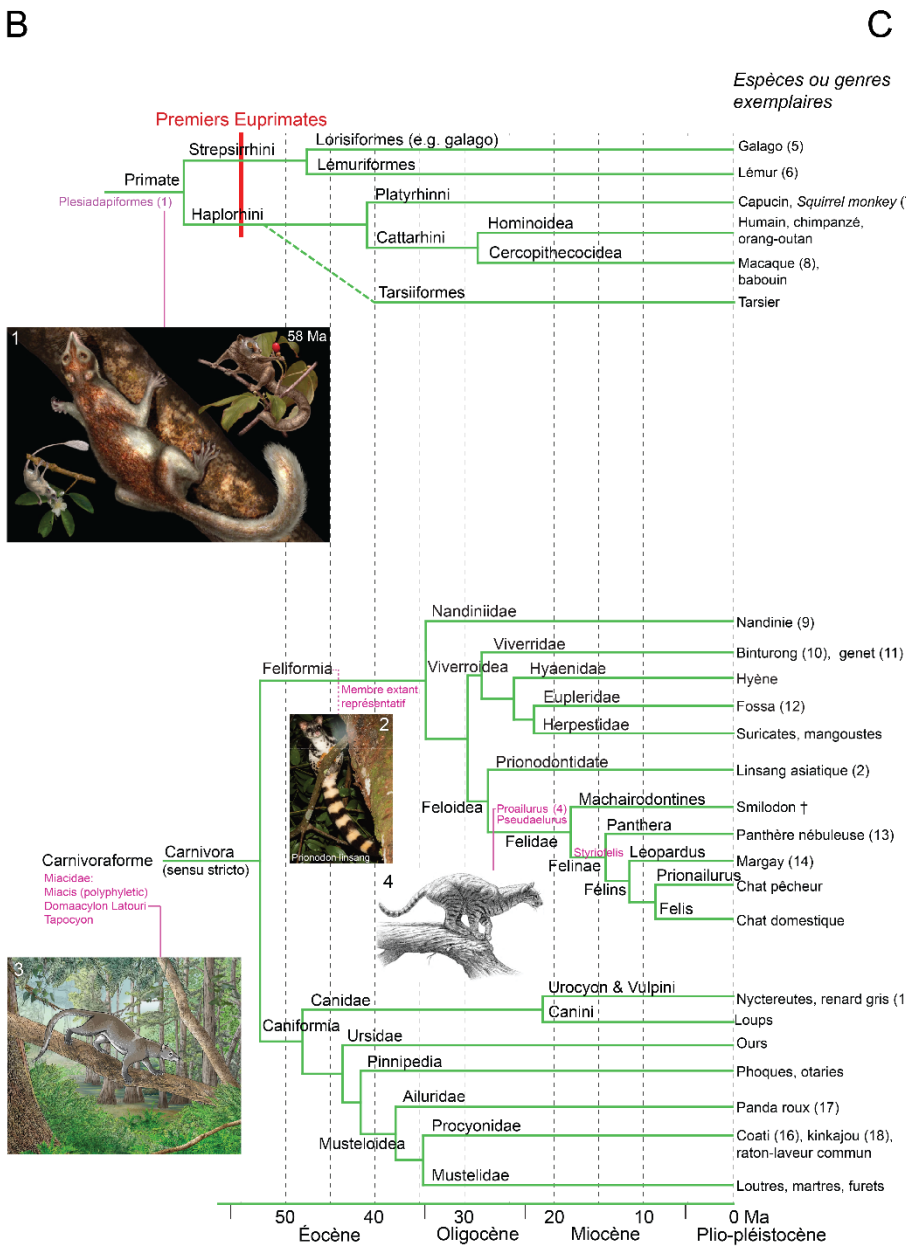 B
C
Espèces ou genres
exemplaires
Premiers Euprimates
Strepsirrhini
Lorisiformes (e.g. galago)
Galago (5)
Lémuriformes
Lémur (6)
Primate
Plesiadapiformes (1)
Platyrhinni
Capucin, Squirrel monkey (
Haplorhini
Hominoidea
Humain, chimpanzé,
orang-outan
Cattarhini
Cercopithecocidea
Macaque (8),
babouin
Tarsiiformes
Tarsier
1
58 Ma
Nandiniidae
Nandinie (9)
Viverridae
Binturong (10), genet (11)
Feliformia
Viverroidea
Hyaenidae
Hyène
Membre extant
représentatif
Eupleridae
Fossa (12)
2
Herpestidae
Suricates, mangoustes
Prionodontidate
Linsang asiatique (2)
Feloidea
Proailurus (4)
Pseudaelurus
Machairodontines
Smilodon †
Felidae
Panthera
Panthère nébuleuse (13)
Prionodon linsang
Styriofelis
Felinae
Leopardus
Margay (14)
Carnivoraforme
Carnivora
(sensu stricto)
Miacidae:
Miacis (polyphyletic)
Domaacylon Latouri
Tapocyon
4
Félins
Prionailurus
Chat pêcheur
Felis
Chat domestique
3
Canidae
Urocyon & Vulpini
Nyctereutes, renard gris (1
Canini
Loups
Caniformia
Ursidae
Ours
Pinnipedia
Phoques, otaries
Ailuridae
Panda roux (17)
Musteloidea
Procyonidae
Coati (16), kinkajou (18),
raton-laveur commun
Mustelidae
Loutres, martres, furets
50 40 30 20 10 0 Ma
Éocène Oligocène Miocène Plio-pléistocène